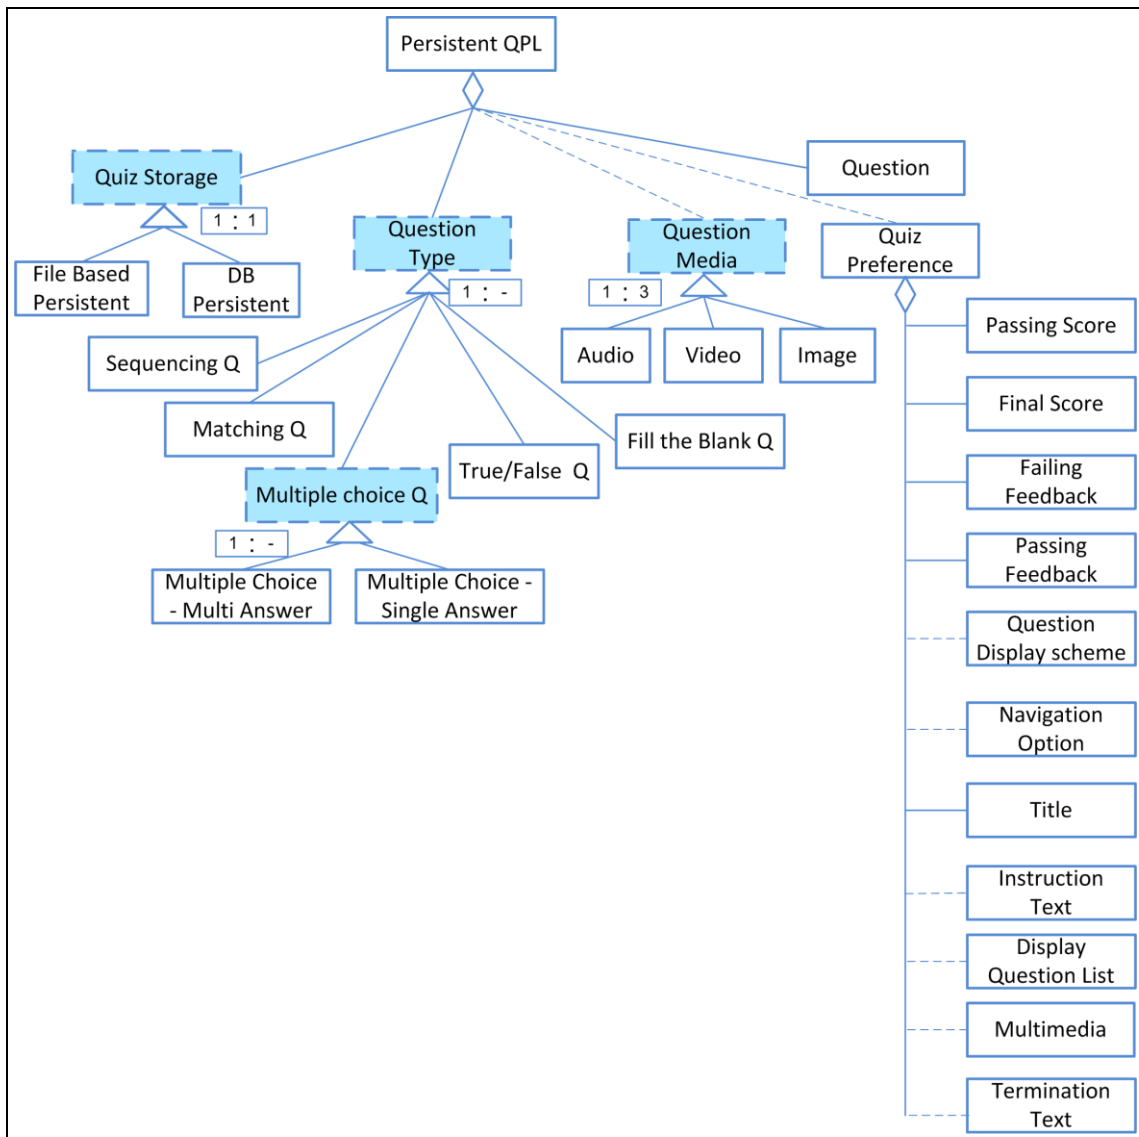 Persistent QPL
Quiz Storage
1 : 1
File Based
Persistent
DB
Persistent
Question
Type
1 : -
Sequencing Q
Matching Q
Multiple choice Q
1 : -
Multiple Choice
- Multi Answer
Multiple Choice -
Single Answer
True/False Q
Fill the Blank Q
Question
Media
1 : 3
Audio
Video
Image
Question
Quiz
Preference
Passing Score
Final Score
Failing
Feedback
Passing
Feedback
Question
Display scheme
Navigation
Option
Title
Instruction
Text
Display
Question List
Multimedia
Termination
Text